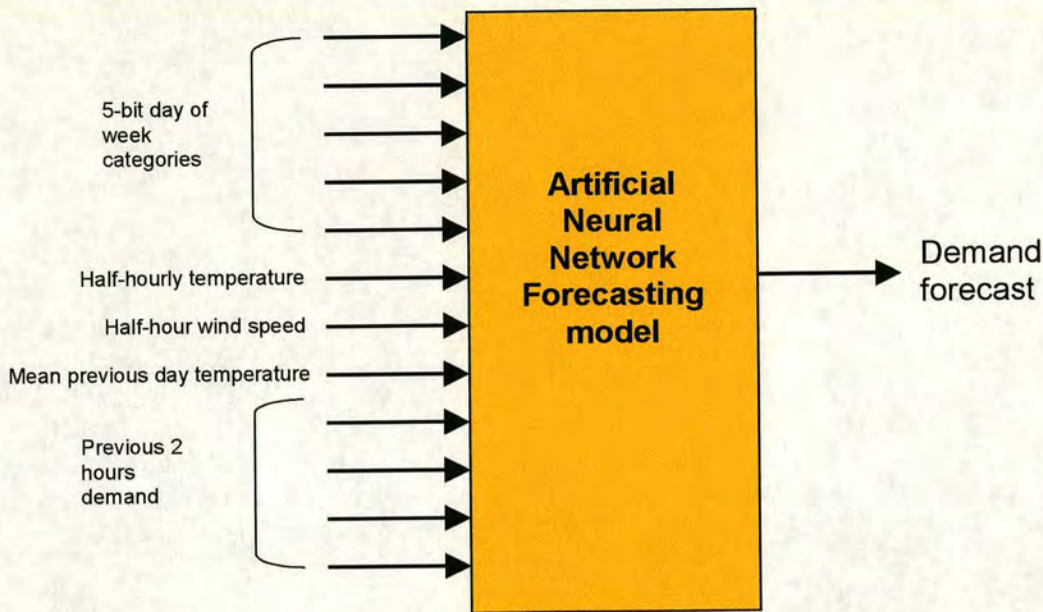 5-bit day of
week
categories
Half-hourly temperature
Half-hour wind speed
Mean previous day temperature
Previous 2
hours
demand
Artificial
Neural
Network
Forecasting
model
Demand
forecast